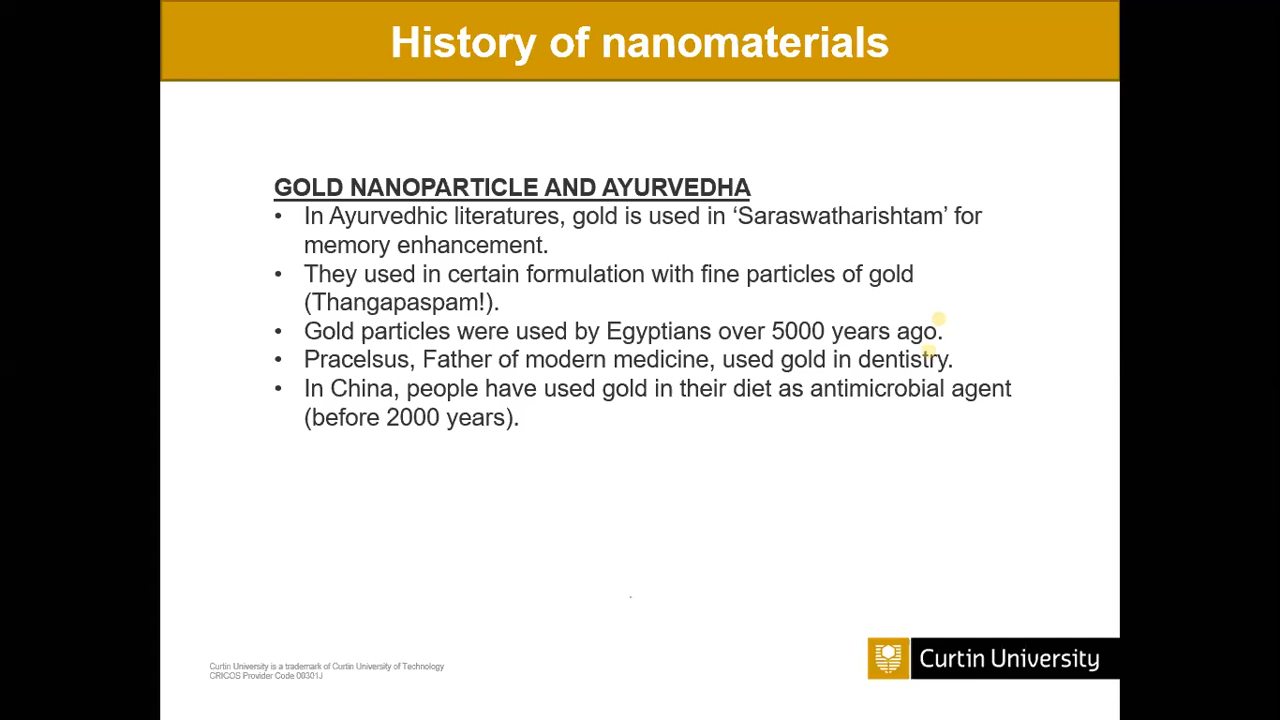 History of nanomaterials
GOLD NANOPARTICLE AND AYURVEDHA
• In Ayurvedhic literatures, gold is used in ‘Saraswatharishtam’ for
memory enhancement.
• They used in certain formulation with fine particles of gold
(Thangapaspam!).
• Gold particles were used by Egyptians over 5000 years ago.
• Pracelsus, Father of modern medicine, used gold in dentistry.
• In China, people have used gold in their diet as antimicrobial agent
(before 2000 years).
Curtin University is a trademark of Curtin University of Technology
CRICOS Provider Code 00301J
Curtin University